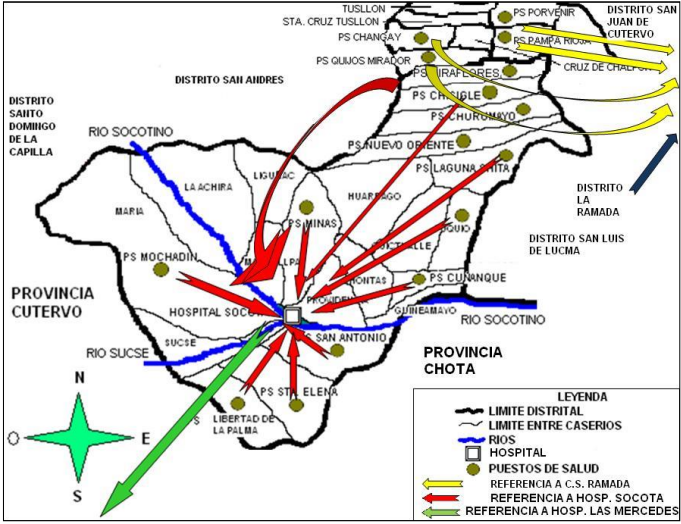 TUSLLON
PS PORVENIR
DISTRITO SAN
JUAN DE
CUTERVO
STA. CRUZ TUSLLON
PS CHANGAY
PS PAMPA RIOJA
PS QUIJOS MIRADOR
CRUZ DE CHALPON
DISTRITO SAN ANDRES
PS MIRAFLORES
PS CHISIGLE
DISTRITO
SANTO
DOMINGO
DE LA
CAPILLA
PS CHURUMAYO
RIO SOCOTINO
PS NUEVO ORIENTE
PS LAGUNA SHITA
LIGURAC
LA ACHIRA
HUARRAGO
DISTRITO
LA
RAMADA
MARIA
PS MINAS
DISTRITO SAN LUIS
DE LUCMA
PS MOCHADIN
PS CUÑANQUE
PROVINCIA
CUTERVO
HOSPITAL SOCOTA
GUINEAMAYO
RIO SOCOTINO
SUCSE
PS SAN ANTONIO
RIO SUCSE
PROVINCIA
CHOTA
PS STA. ELENA
LIBERTAD DE
LA PALMA
N
O
E
S
LEYENDA
LIMITE DISTRITAL
LIMITE ENTRE CASERIOS
RIOS
HOSPITAL
PUESTOS DE SALUD
REFERENCIA A C.S. RAMADA
REFERENCIA A HOSP. SOCOTA
REFERENCIA A HOSP. LAS MERCEDES